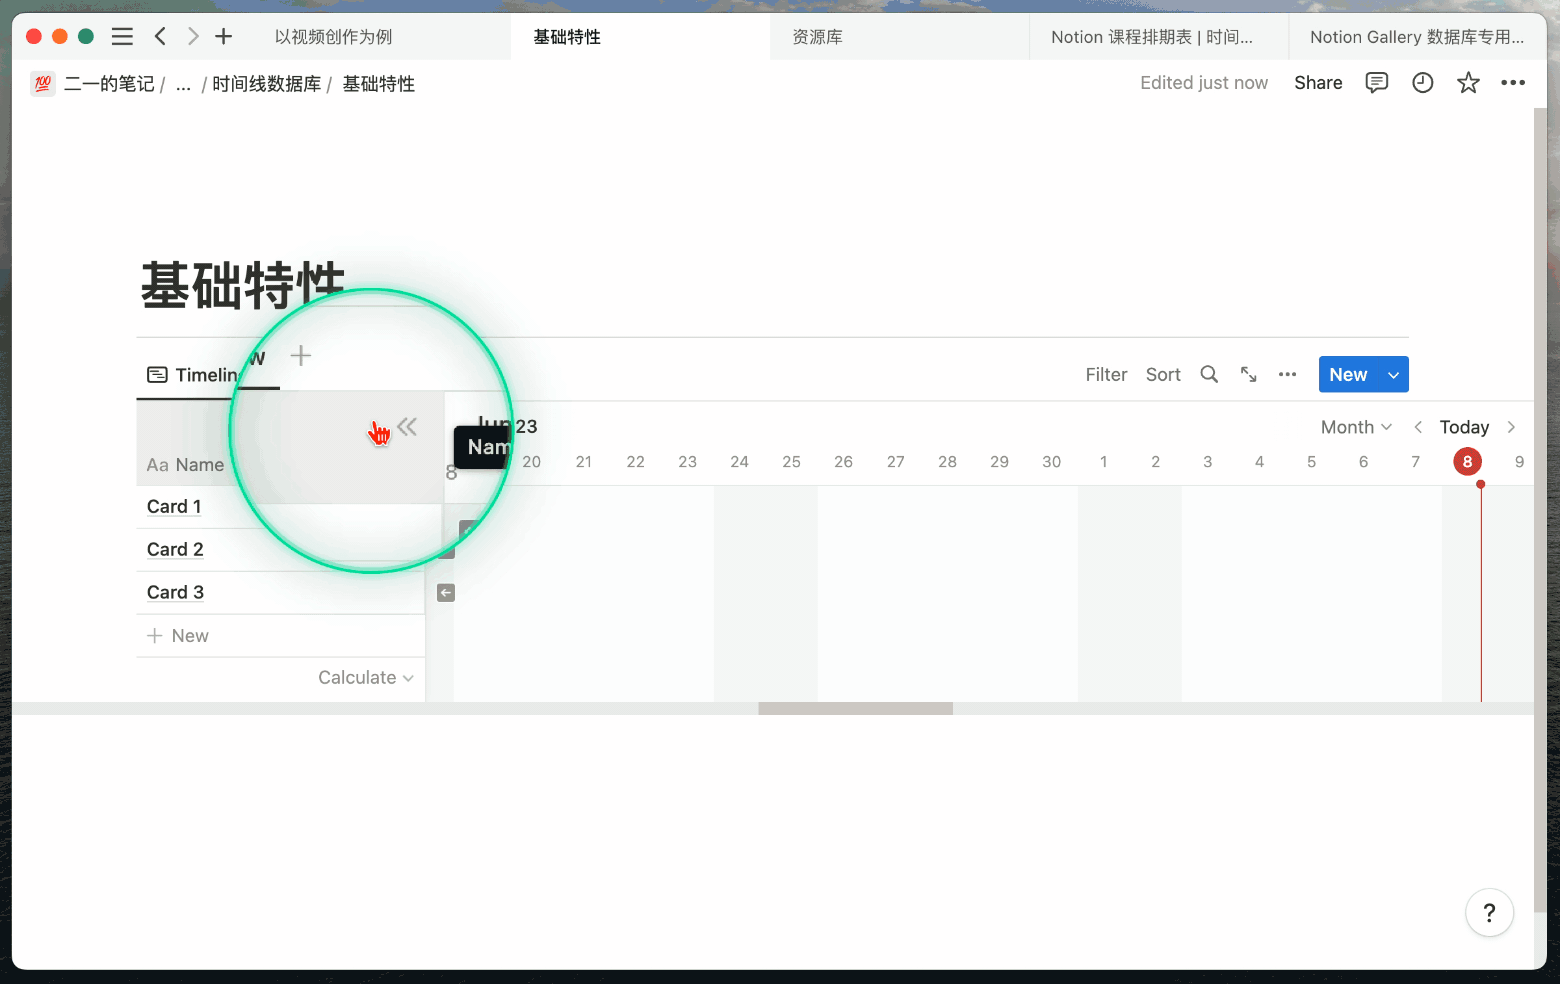 以视频创作为例
基础特性
资源库
Notion 课程排期表 | 时间...
Notion Gallery 数据库专用...
💯 二一的笔记 / ... / 时间线数据库 / 基础特性
Edited just now
Share
基础特性
Timelin
w
Filter
Sort
New
Jun
23
Month
Today
Aa Name
Nam
8
20 21 22 23 24 25 26 27 28 29 30 1 2 3 4 5 6 7 8 9
Card 1
Card 2
Card 3
New
Calculate
?